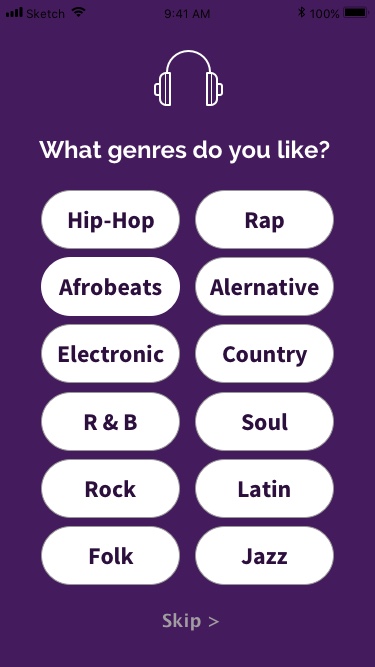 Sketch 9:41 AM 100%
What genres do you like?
Hip-Hop Rap
Afrobeats Alernative
Electronic Country
R & B Soul
Rock Latin
Folk Jazz
Skip >